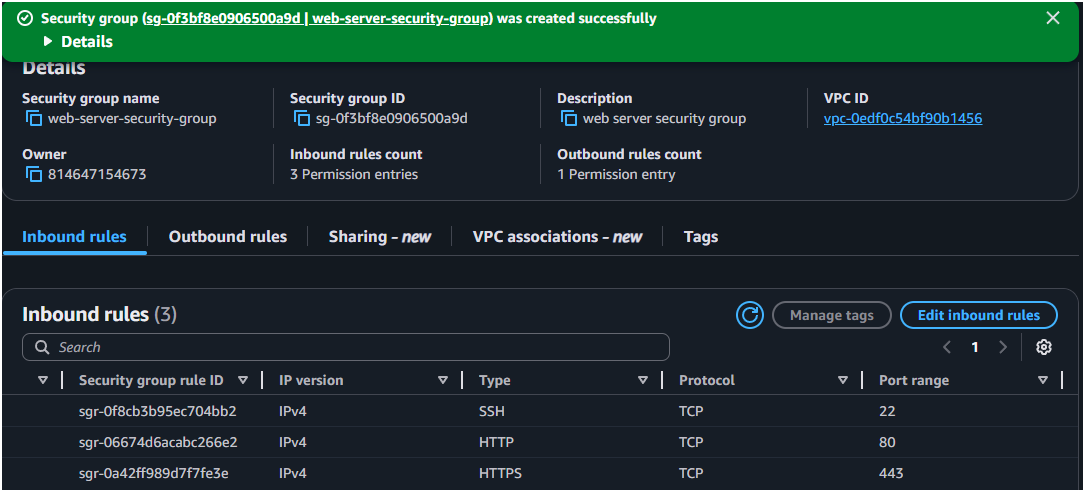 Security group (sg-0f3bf8e0906500a9d | web-server-security-group) was created successfully
Details
Details
Security group name
web-server-security-group
Security group ID
sg-0f3bf8e0906500a9d
Description
web server security group
VPC ID
vpc-0edf0c54bf90b1456
Owner
814647154673
Inbound rules count
3 Permission entries
Outbound rules count
1 Permission entry
Inbound rules Outbound rules Sharing - new VPC associations - new Tags
Inbound rules (3)
Manage tags Edit inbound rules
Search
1
Security group rule ID IP version Type Protocol Port range
sgr-0f8cb3b95ec704bb2 IPv4 SSH TCP 22
sgr-06674d6acabc266e2 IPv4 HTTP TCP 80
sgr-0a42ff989d7f7fe3e IPv4 HTTPS TCP 443